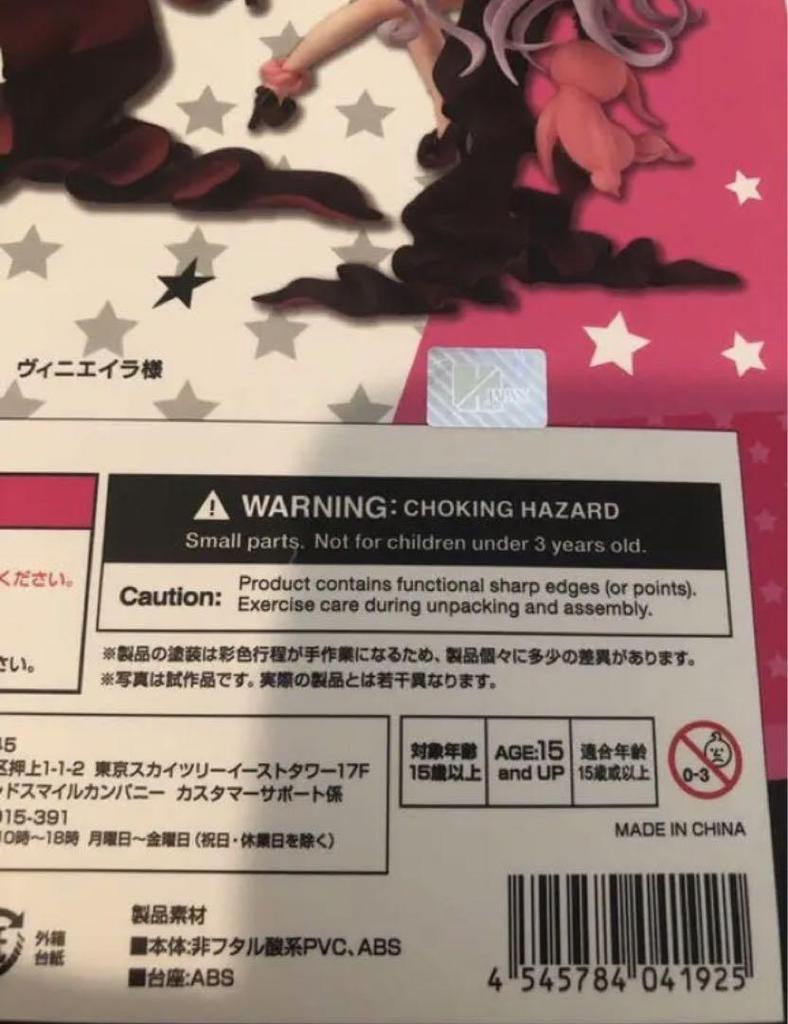 ヴィニエイラ様
WARNING: CHOKING HAZARD
Small parts. Not for children under 3 years old.
Caution: Product contains functional sharp edges (or points).
Exercise care during unpacking and assembly.
ください。
さい。
※製品の塗装は彩色行程が手作業になるため、製品個々に多少の差異があります。
※写真は試作品です。実際の製品とは若干異なります。
45
区押上1-1-2 東京スカイツリーイーストタワー17F
ッドスマイルカンパニー カスタマーサポート係
915-391
10時～18時 月曜日～金曜日（祝日・休業日を除く）
対象年齢
15歳以上
AGE:15
and UP
適合年齢
15歳或以上
0-3
MADE IN CHINA
外箱
台紙
製品素材
■本体:非フタル酸系PVC、ABS
■台座:ABS
4 545784 041925